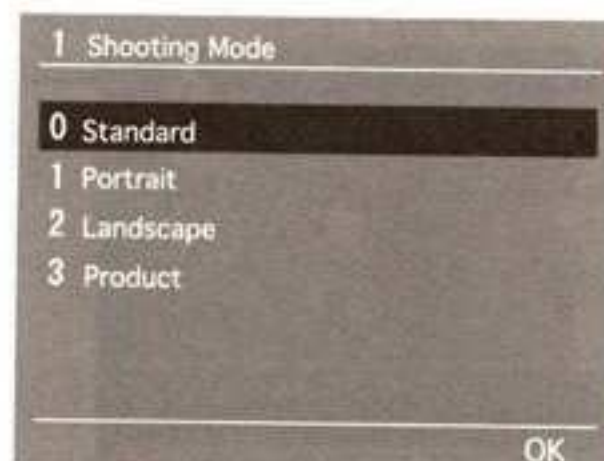 1 Shooting Mode
0 Standard
1 Portrait
2 Landscape
3 Product
OK